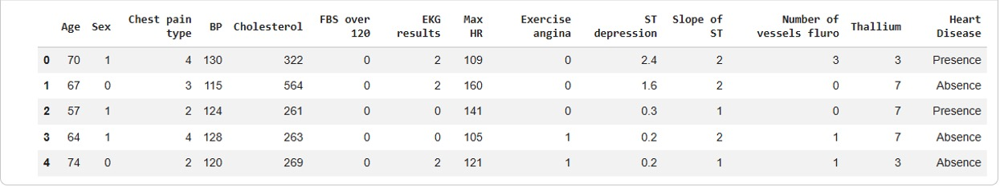 Age Sex Chest pain type BP Cholesterol FBS over 120 EKG results Max HR Exercise angina ST depression Slope of ST Number of vessels fluro Thallium Heart Disease
0 70 1 4 130 322 0 2 109 0 2.4 2 3 3 Presence
1 67 0 3 115 564 0 2 160 0 1.6 2 0 7 Absence
2 57 1 2 124 261 0 0 141 0 0.3 1 0 7 Presence
3 64 1 4 128 263 0 0 105 1 0.2 2 1 7 Absence
4 74 0 2 120 269 0 2 121 1 0.2 1 1 3 Absence